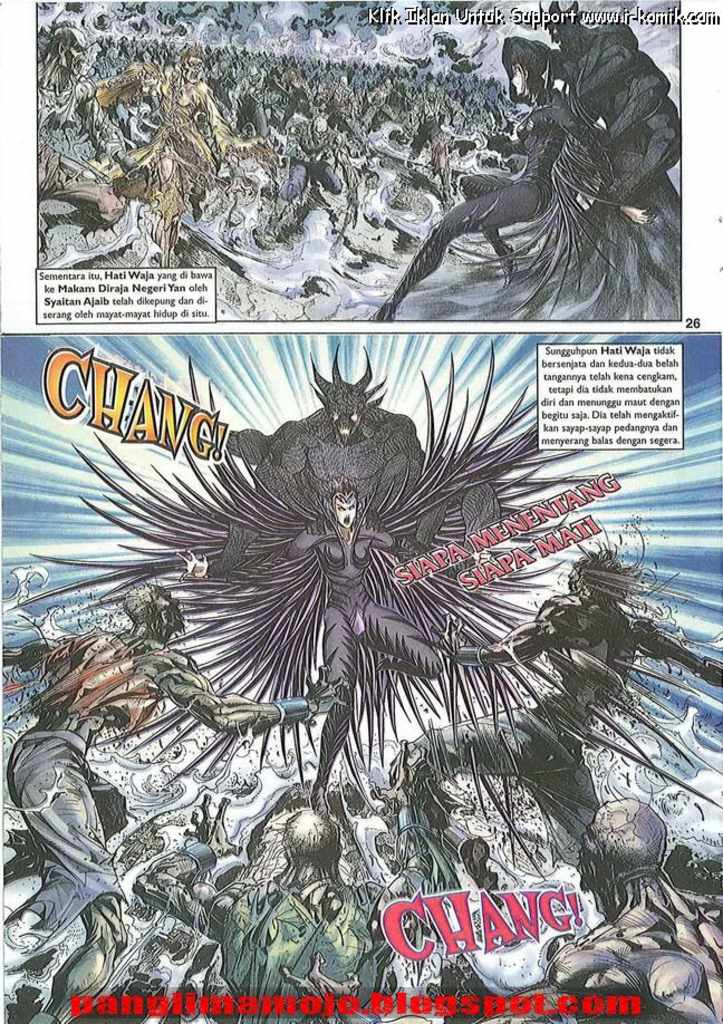 Klik Iklan Untuk Support www.i-komik.com
Sementara itu, Hati Waja yang di bawa
ke Makam Diraja Negeri Yan oleh
Syaitan Ajaib telah dikepung dan di-
serang oleh mayat-mayat hidup di situ.
26
CHANG!
Sungguhpun Hati Waja tidak
bersenjata dan kedua-dua belah
tangannya telah kena cengkam,
tetapi dia tidak membatukan
diri dan menunggu maut dengan
begitu saja. Dia telah mengaktif-
kan sayap-sayap pedangnya dan
menyerang balas dengan segera.
SIAPA MENENTANG
SIAPA MATI
CHANG!
panglimamojo.blogspot.com